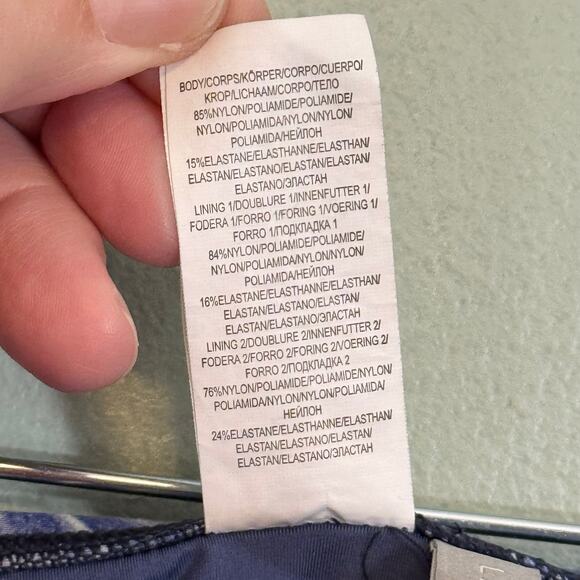 BODY/CORPS/KÖRPER/CORPO/CUERPO/
KROP/LICHAAM/CORPO/ТЕЛО
85%NYLON/POLIAMIDE/POLIAMIDE/
NYLON/POLIAMIDA/NYLON/NYLON/
POLIAMIDA/НЕЙЛОН
15%ELASTANE/ELASTHANNE/ELASTHAN/
ELASTAN/ELASTANO/ELASTAN/ELASTAN/
ELASTANO/ЭЛАСТАН
LINING 1/DOUBLURE 1/INNENFUTTER 1/
FODERA 1/FORRO 1/FORING 1/VOERING 1/
FORRO 1/ПОДКЛАДКА 1
84%NYLON/POLIAMIDE/POLIAMIDE/
NYLON/POLIAMIDA/NYLON/NYLON/
POLIAMIDA/НЕЙЛОН
16%ELASTANE/ELASTHANNE/ELASTHAN/
ELASTAN/ELASTANO/ELASTAN/
ELASTAN/ELASTANO/ЭЛАСТАН
LINING 2/DOUBLURE 2/INNENFUTTER 2/
FODERA 2/FORRO 2/FORING 2/VOERING 2/
FORRO 2/ПОДКЛАДКА 2
76%NYLON/POLIAMIDE/POLIAMIDE/NYLON/
POLIAMIDA/NYLON/NYLON/POLIAMIDA/
НЕЙЛОН
24%ELASTANE/ELASTHANNE/ELASTHAN/
ELASTAN/ELASTANO/ELASTAN/
ELASTAN/ELASTANO/ЭЛАСТАН